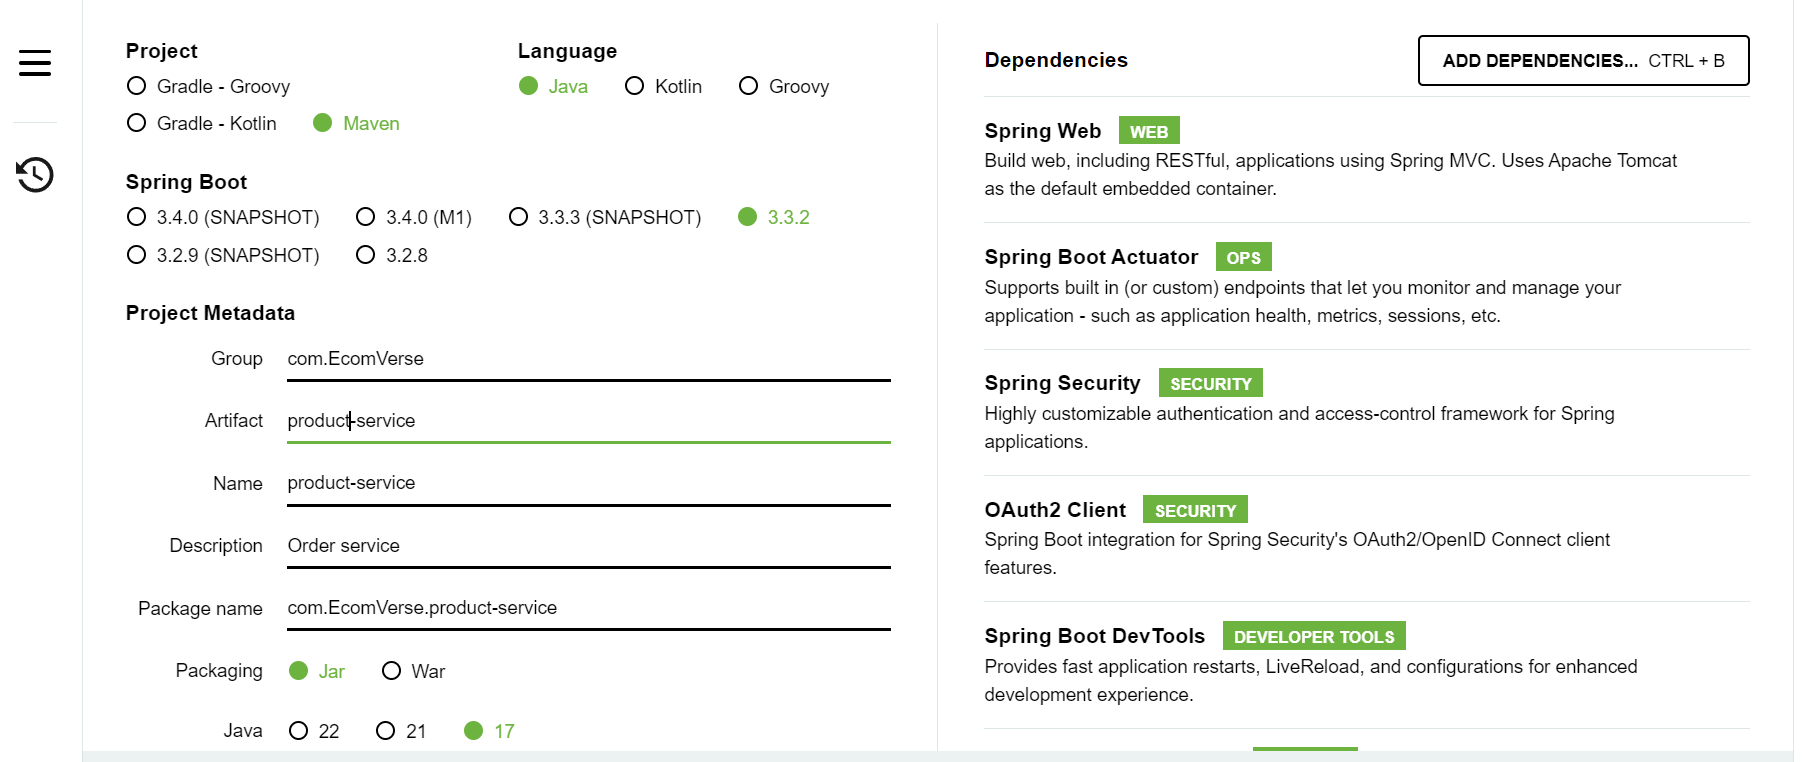 Project
Gradle - Groovy
Gradle - Kotlin Maven
Language
Java Kotlin Groovy
Spring Boot
3.4.0 (SNAPSHOT) 3.4.0 (M1) 3.3.3 (SNAPSHOT) 3.3.2
3.2.9 (SNAPSHOT) 3.2.8
Project Metadata
Group com.EcomVerse
Artifact product-service
Name product-service
Description Order service
Package name com.EcomVerse.product-service
Packaging Jar War
Java 22 21 17
Dependencies ADD DEPENDENCIES... CTRL + B
Spring Web WEB
Build web, including RESTful, applications using Spring MVC. Uses Apache Tomcat
as the default embedded container.
Spring Boot Actuator OPS
Supports built in (or custom) endpoints that let you monitor and manage your
application - such as application health, metrics, sessions, etc.
Spring Security SECURITY
Highly customizable authentication and access-control framework for Spring
applications.
OAuth2 Client SECURITY
Spring Boot integration for Spring Security's OAuth2/OpenID Connect client
features.
Spring Boot DevTools DEVELOPER TOOLS
Provides fast application restarts, LiveReload, and configurations for enhanced
development experience.